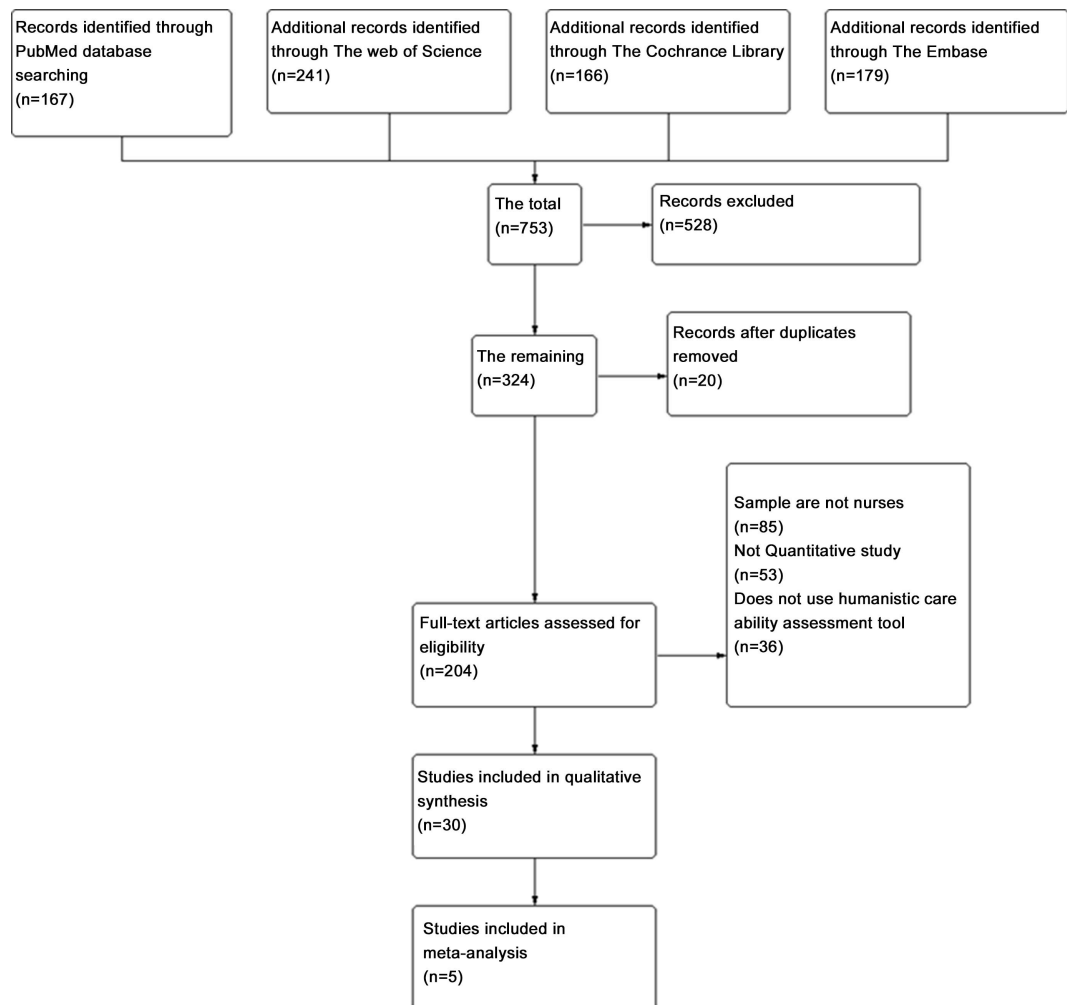 Records identified through
PubMed database
searching
(n=167)
Additional records identified
through The web of Science
(n=241)
Additional records identified
through The Cochrance Library
(n=166)
Additional records identified
through The Embase
(n=179)
The total
(n=753)
Records excluded
(n=528)
The remaining
(n=324)
Records after duplicates
removed
(n=20)
Sample are not nurses
(n=85)
Not Quantitative study
(n=53)
Does not use humanistic care
ability assessment tool
(n=36)
Full-text articles assessed for
eligibility
(n=204)
Studies included in qualitative
synthesis
(n=30)
Studies included in
meta-analysis
(n=5)